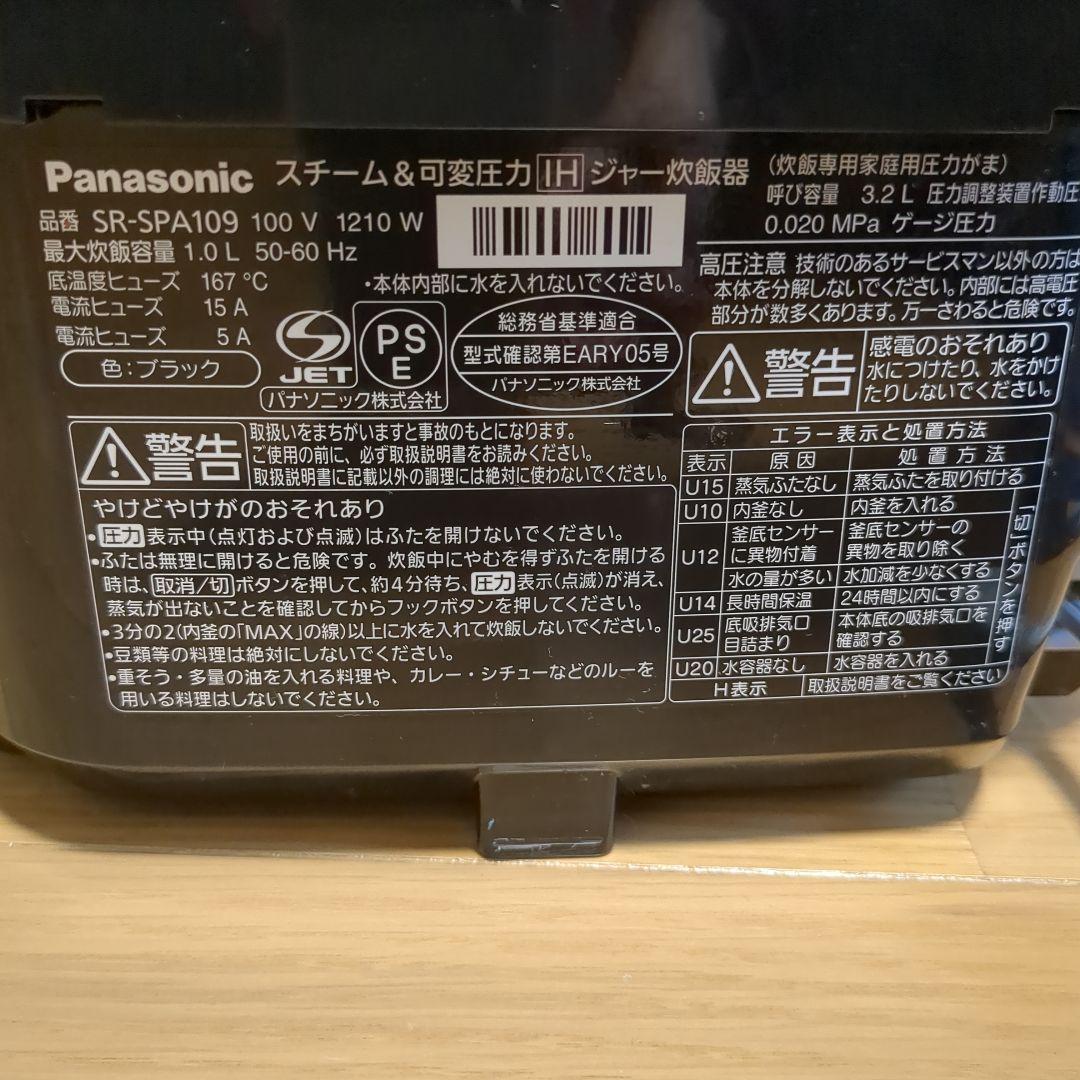 Panasonic スチーム&可変圧力 IH ジャー炊飯器
品番 SR-SPA109 100 V 1210 W
最大炊飯容量 1.0 L 50-60 Hz
底温度ヒューズ 167 ℃
電流ヒューズ 15 A
電流ヒューズ 5 A
色:ブラック
・本体内部に水を入れないでください。
JET
PS
E
パナソニック株式会社
総務省基準適合
型式確認第EARY05号
パナソニック株式会社
(炊飯専用家庭用圧力がま)
呼び容量 3.2 L 圧力調整装置作動圧
0.020 MPa ゲージ圧力
高圧注意 技術のあるサービスマン以外の方は
本体を分解しないでください。内部には高電圧
部分が数多くあります。万一さわると危険です。
警告
感電のおそれあり
水につけたり、水をかけ
たりしないでください。
警告
取扱いをまちがいますと事故のもとになります。
ご使用の前に、必ず取扱説明書をお読みください。
取扱説明書に記載以外の調理には絶対に使わないでください。
やけどやけがのおそれあり
・圧力表示中(点灯および点滅)はふたを開けないでください。
・ふたは無理に開けると危険です。炊飯中にやむを得ずふたを開ける
時は、取消/切ボタンを押して、約4分待ち、圧力表示(点滅)が消え、
蒸気が出ないことを確認してからフックボタンを押してください。
・3分の2(内釜の「MAX」の線)以上に水を入れて炊飯しないでください。
・豆類等の料理は絶対にしないでください。
・重そう・多量の油を入れる料理や、カレー・シチューなどのルーを
用いる料理はしないでください。
エラー表示と処置方法
表示 原因 処置方法
U15 蒸気ふたなし 蒸気ふたを取り付ける
U10 内釜なし 内釜を入れる
U12 釜底センサーに異物付着 釜底センサーの異物を取り除く
水の量が多い 水加減を少なくする
U14 長時間保温 24時間以内にする
U25 底吸排気口目詰まり 本体底の吸排気口を確認する
U20 水容器なし 水容器を入れる
「切」ボタンを押す
H表示 取扱説明書をご覧ください